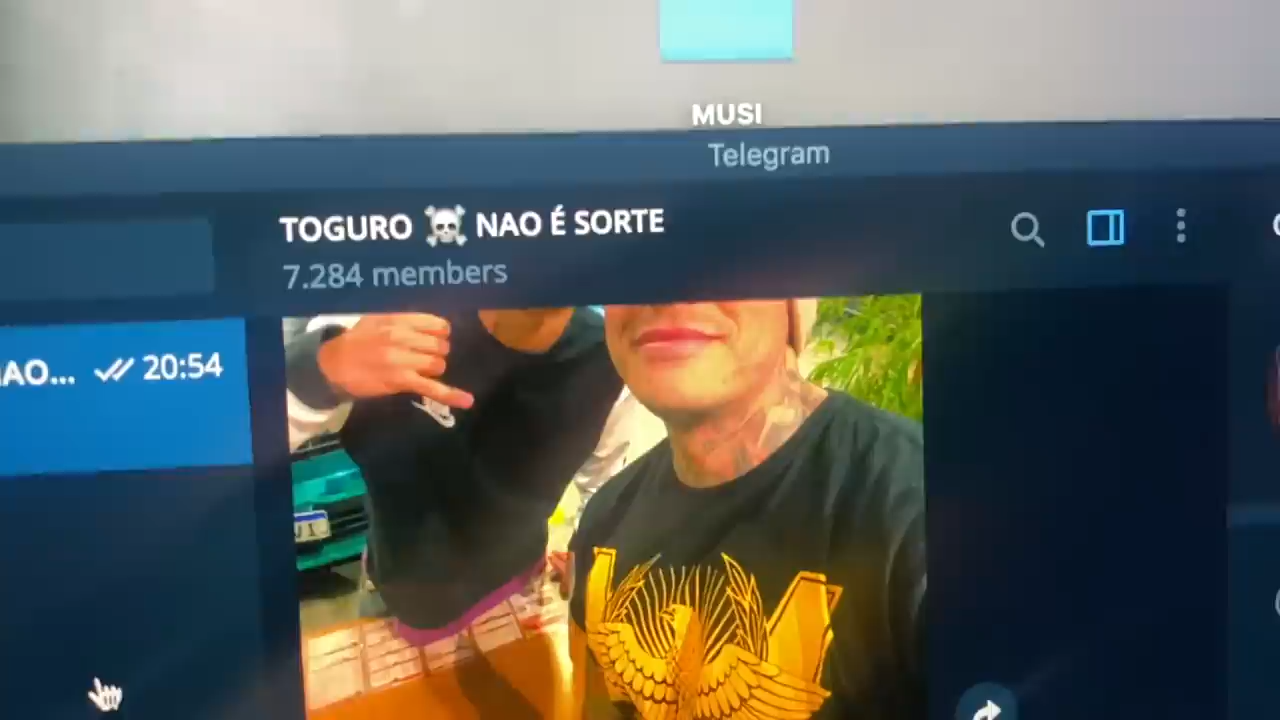 MUSI
Telegram
TOGURO ☠ NAO É SORTE
7.284 members
AO... 20:54